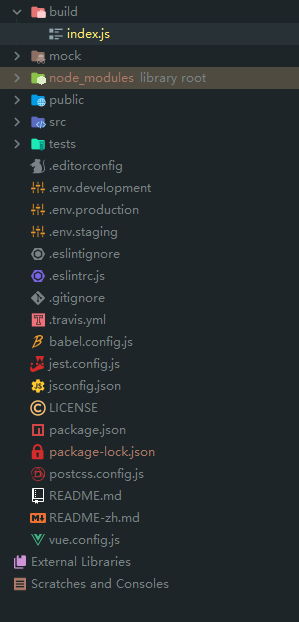 build
index.js
mock
node_modules library root
public
src
tests
.editorconfig
.env.development
.env.production
.env.staging
.eslintignore
.eslintrc.js
.gitignore
.travis.yml
babel.config.js
jest.config.js
jsconfig.json
LICENSE
package.json
package-lock.json
postcss.config.js
README.md
README-zh.md
vue.config.js
External Libraries
Scratches and Consoles